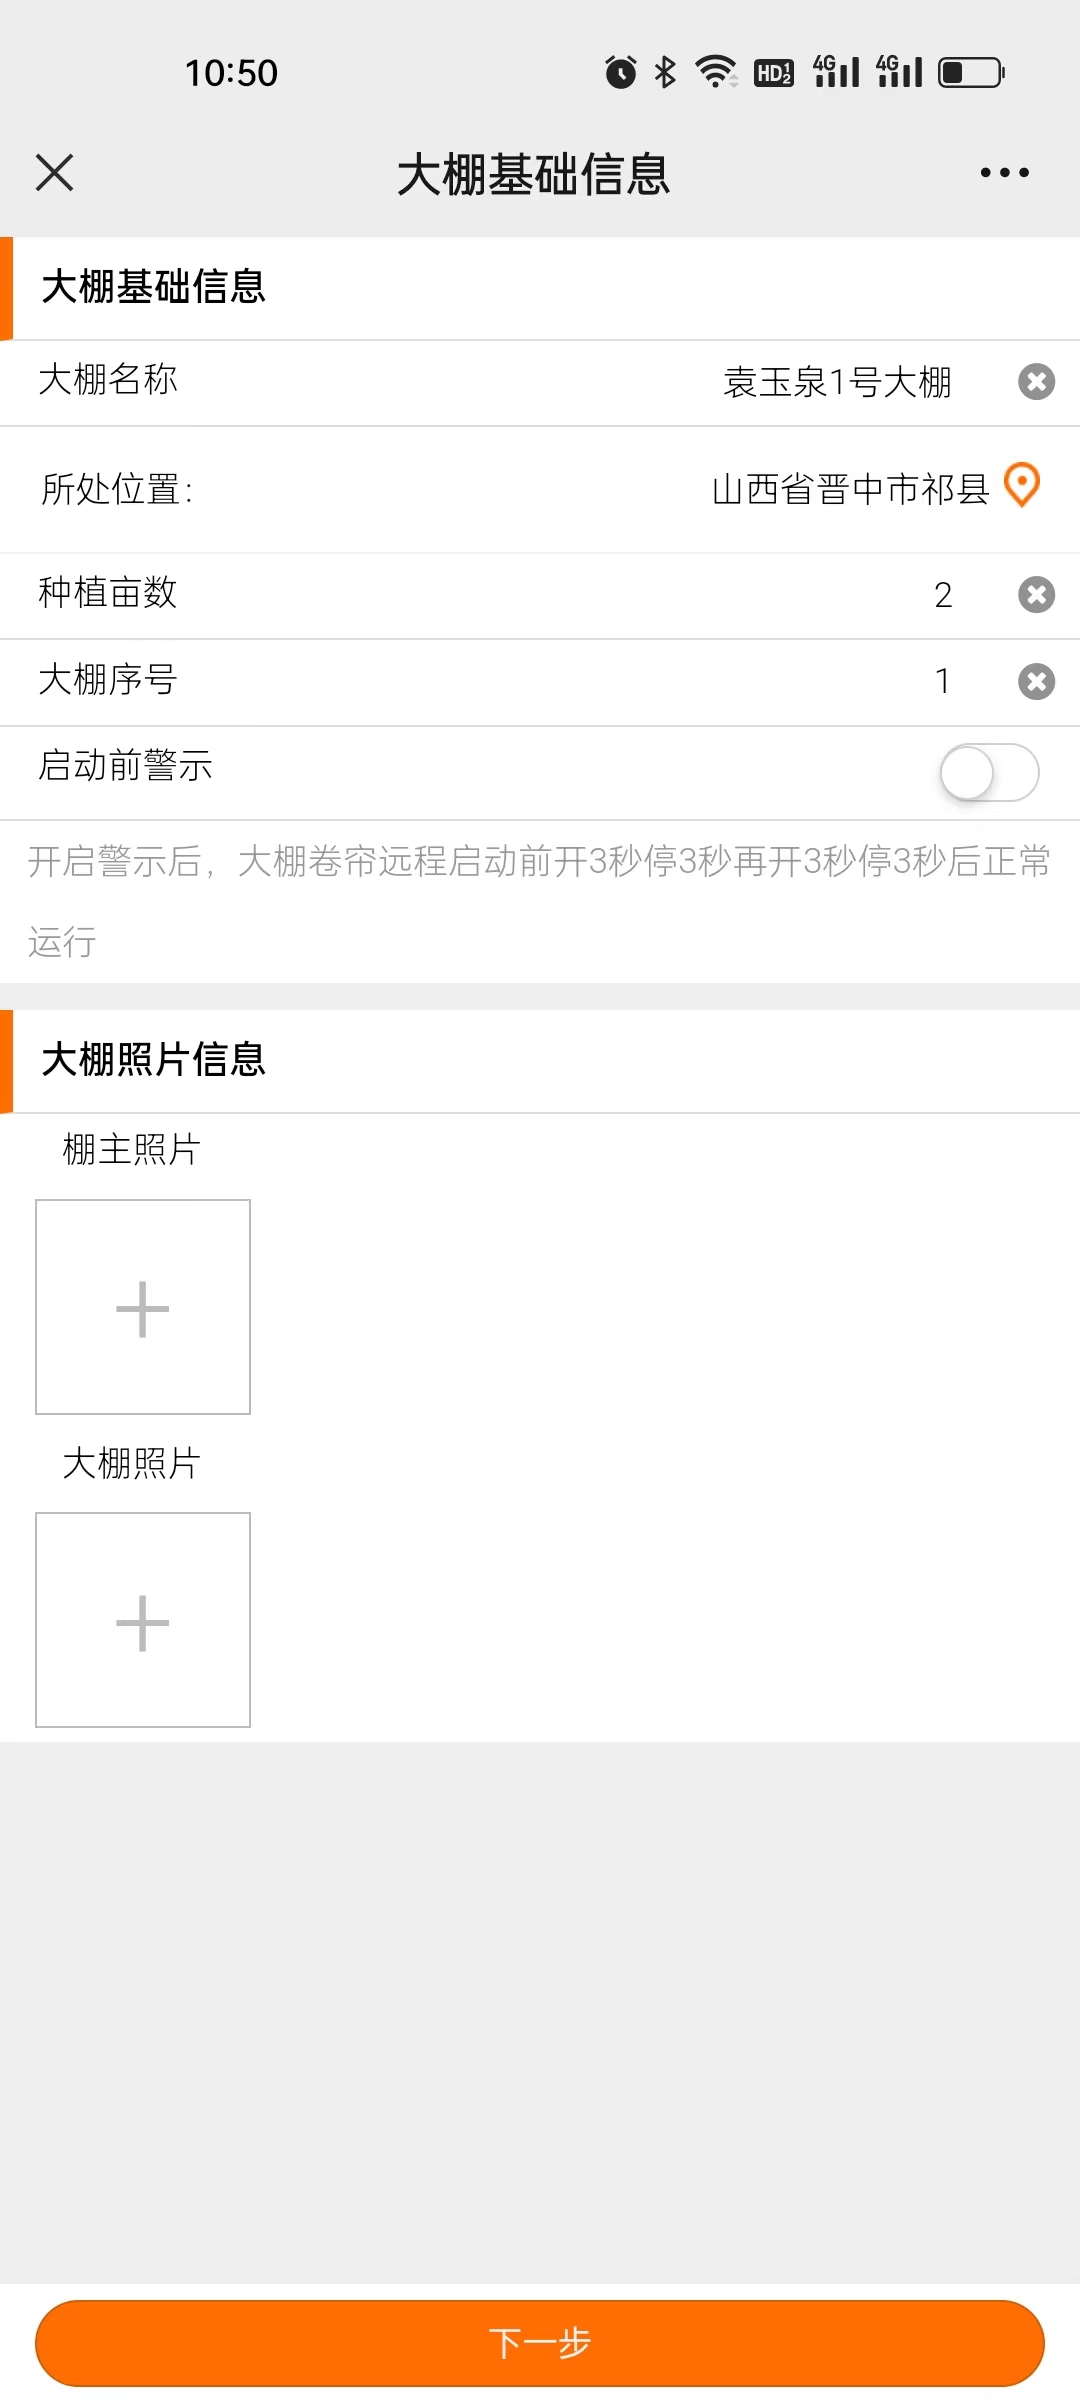 10:50
HD 1 2 4G 4G
大棚基础信息
大棚基础信息
大棚名称 袁玉泉1号大棚
所处位置： 山西省晋中市祁县
种植亩数 2
大棚序号 1
启动前警示
开启警示后，大棚卷帘远程启动前开3秒停3秒再开3秒停3秒后正常
运行
大棚照片信息
棚主照片
大棚照片
下一步